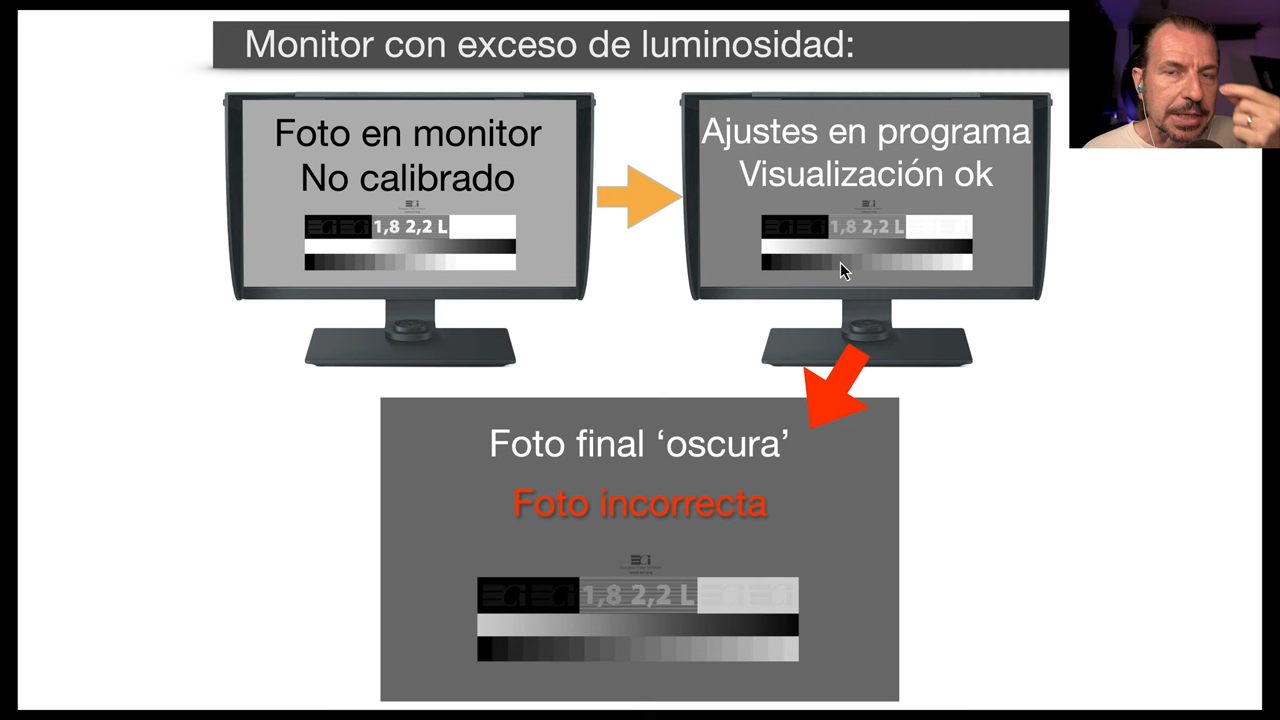 Monitor con exceso de luminosidad:
Foto en monitor
No calibrado
1,8 2,2 L
Ajustes en programa
Visualización ok
1,8 2,2 L
Foto final ‘oscura’
Foto incorrecta
1,8 2,2 L